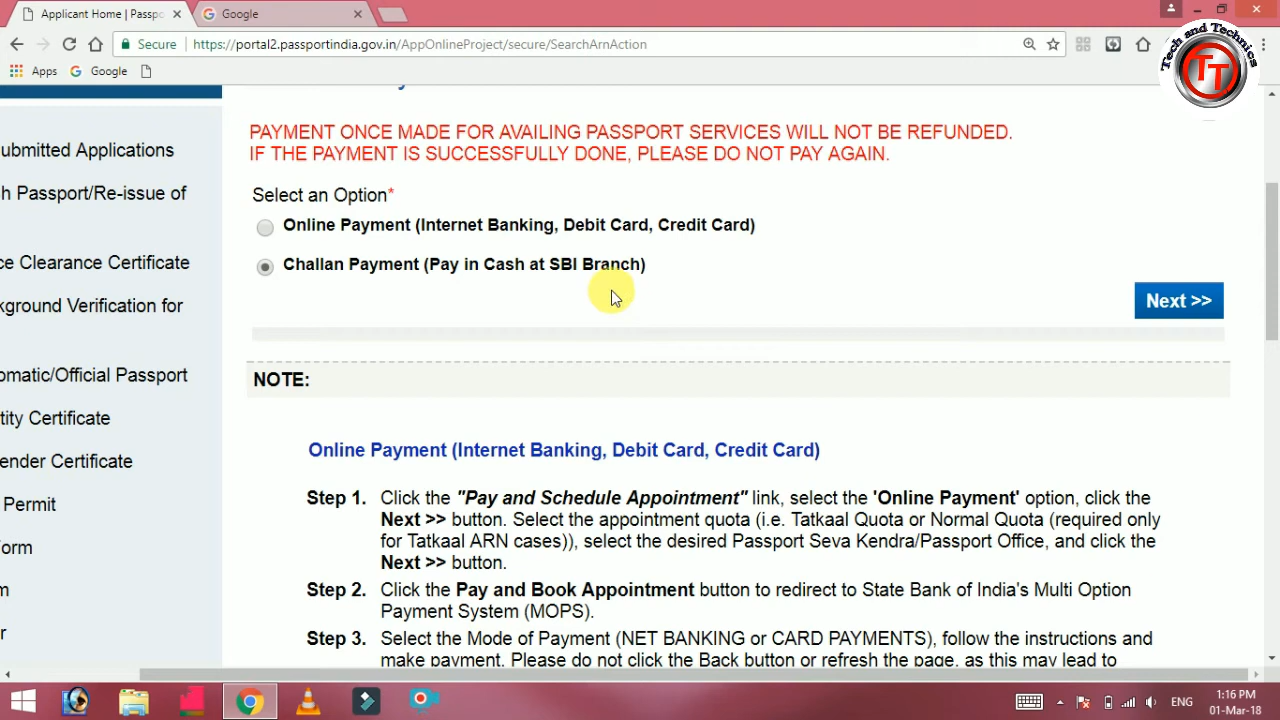 Applicant Home | Passpo
Google
Secure
https://portal2.passportindia.gov.in/AppOnlineProject/secure/SearchArnAction
Apps
Google
Tech and Technics
TT
PAYMENT ONCE MADE FOR AVAILING PASSPORT SERVICES WILL NOT BE REFUNDED.
IF THE PAYMENT IS SUCCESSFULLY DONE, PLEASE DO NOT PAY AGAIN.
Select an Option*
Online Payment (Internet Banking, Debit Card, Credit Card)
Challan Payment (Pay in Cash at SBI Branch)
Next >>
ubmitted Applications
h Passport/Re-issue of
ce Clearance Certificate
kground Verification for
omatic/Official Passport
tity Certificate
ender Certificate
Permit
orm
m
r
NOTE:
Online Payment (Internet Banking, Debit Card, Credit Card)
Step 1. Click the "Pay and Schedule Appointment" link, select the 'Online Payment' option, click the
Next >> button. Select the appointment quota (i.e. Tatkaal Quota or Normal Quota (required only
for Tatkaal ARN cases)), select the desired Passport Seva Kendra/Passport Office, and click the
Next >> button.
Step 2. Click the Pay and Book Appointment button to redirect to State Bank of India's Multi Option
Payment System (MOPS).
Step 3. Select the Mode of Payment (NET BANKING or CARD PAYMENTS), follow the instructions and
make payment. Please do not click the Back button or refresh the page, as this may lead to
ENG
1:16 PM
01-Mar-18